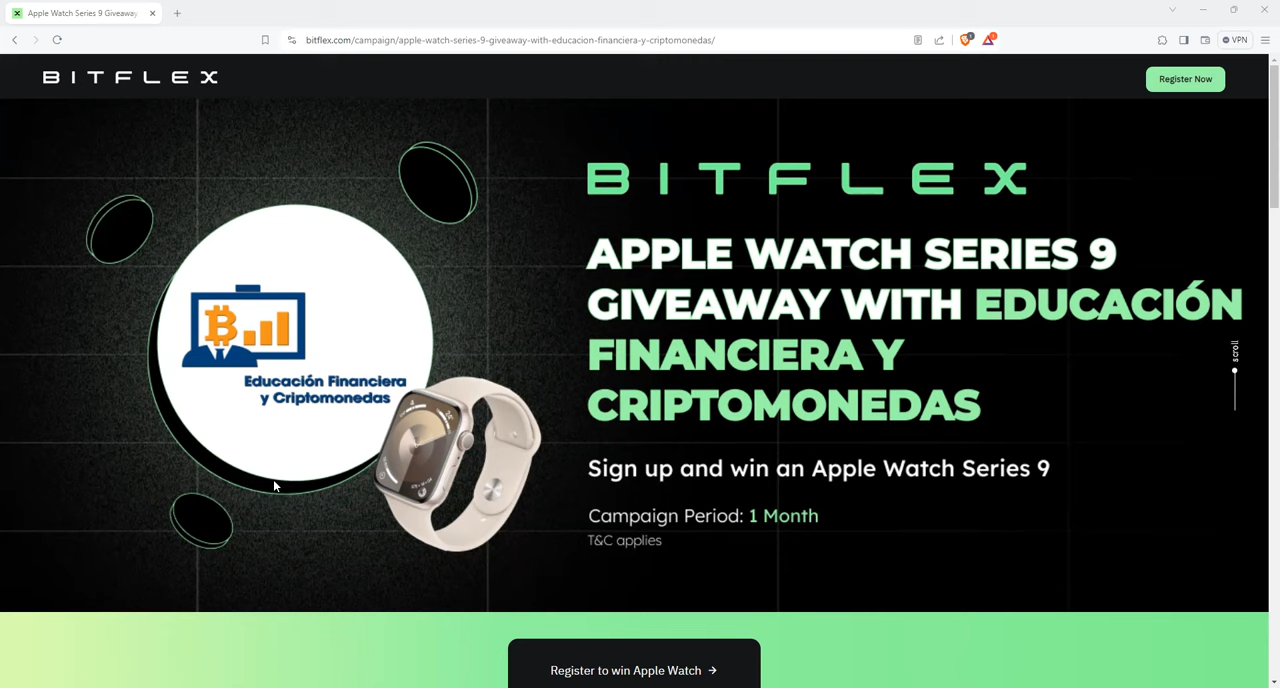 Apple Watch Series 9 Giveaway
bitflex.com/campaign/apple-watch-series-9-giveaway-with-educacion-financiera-y-criptomonedas/
VPN
BITFLEX
Register Now
BITFLEX
APPLE WATCH SERIES 9
GIVEAWAY WITH EDUCACIÓN
FINANCIERA Y
CRIPTOMONEDAS
Educación Financiera
y Criptomonedas
scroll
Sign up and win an Apple Watch Series 9
Campaign Period: 1 Month
T&C applies
Register to win Apple Watch →